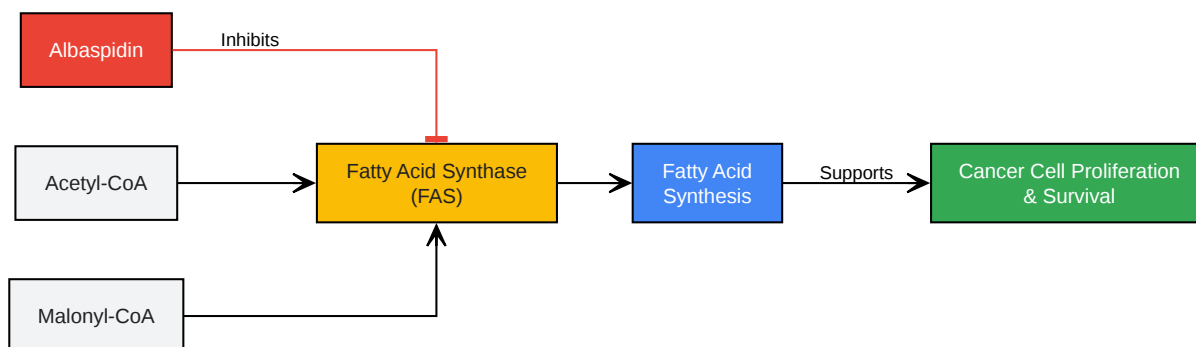 Albaspidin
Inhibits
Acetyl-CoA
Fatty Acid Synthase
(FAS)
Fatty Acid
Synthesis
Supports
Cancer Cell Proliferation
& Survival
Malonyl-CoA